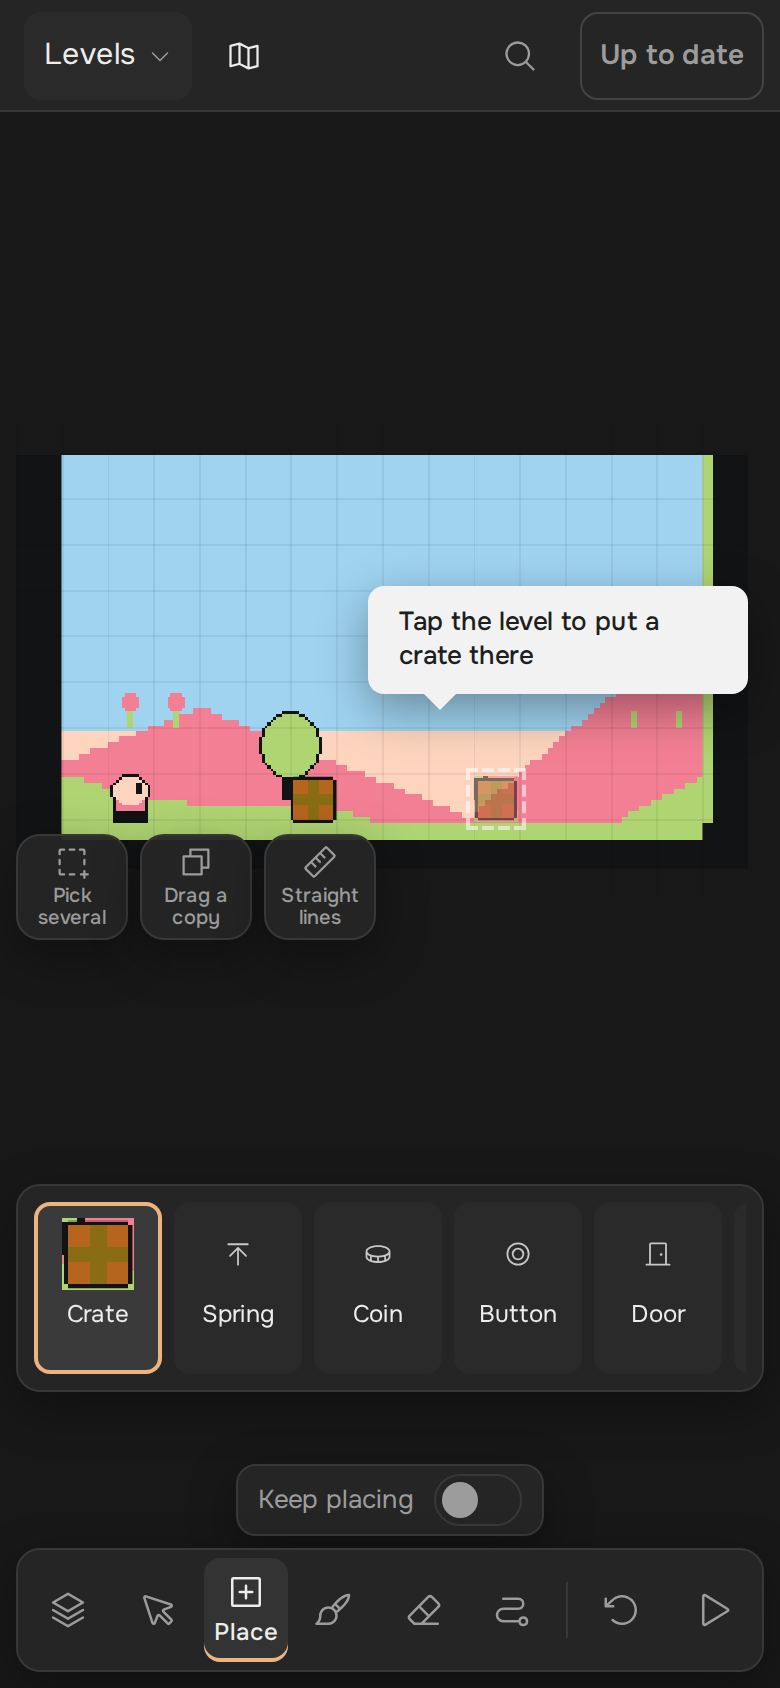 Levels
Up to date
Tap the level to put a
crate there
Pick
several
Drag a
copy
Straight
lines
Crate
Spring
Coin
Button
Door
Keep placing
Place